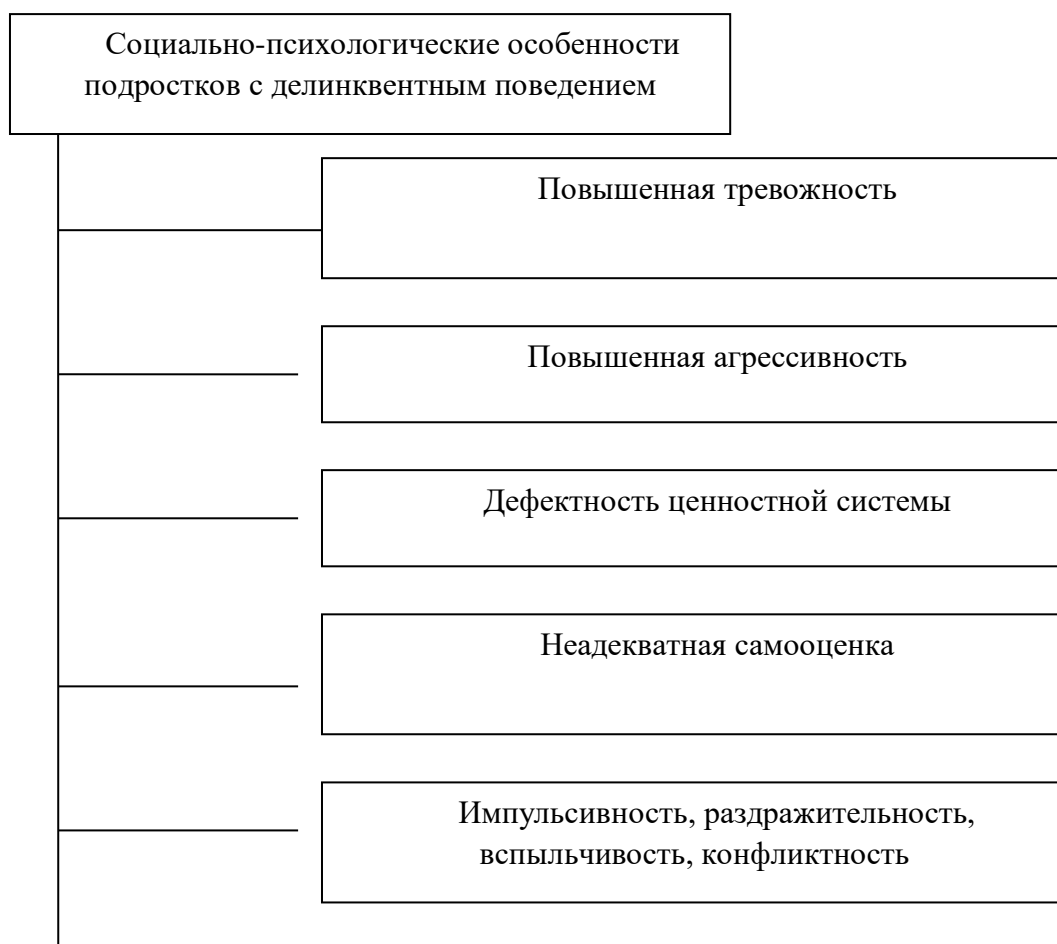 Социально-психологические особенности
подростков с делинквентным поведением
Повышенная тревожность
Повышенная агрессивность
Дефектность ценностной системы
Неадекватная самооценка
Импульсивность, раздражительность,
вспыльчивость, конфликтность